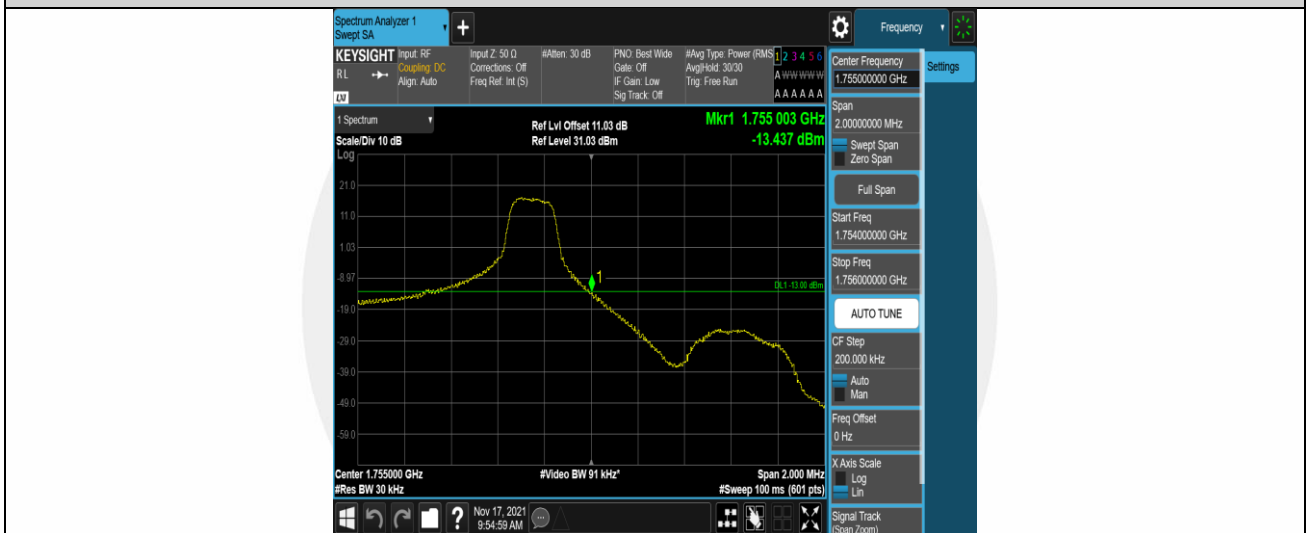 Spectrum Analyzer 1
Swept SA
+
Frequency
KEYSIGHT
RL
LXI
Input: RF
Coupling: DC
Align: Auto
Input Z: 50 Ω
Corrections: Off
Freq Ref: Int (S)
#Atten: 30 dB
PNO: Best Wide
Gate: Off
IF Gain: Low
Sig Track: Off
#Avg Type: Power (RMS
Avg|Hold: 30/30
Trig: Free Run
1 2 3 4 5 6
A W W W W W
A A A A A A
1 Spectrum
Scale/Div 10 dB
Log
Ref Lvl Offset 11.03 dB
Ref Level 31.03 dBm
Mkr1 1.755 003 GHz
-13.437 dBm
21.0
11.0
1.03
-8.97
-19.0
-29.0
-39.0
-49.0
-59.0
1
DL1 -13.00 dBm
Center 1.755000 GHz
#Res BW 30 kHz
#Video BW 91 kHz*
Span 2.000 MHz
#Sweep 100 ms (601 pts)
?
Nov 17, 2021
9:54:59 AM
Center Frequency
1.755000000 GHz
Settings
Span
2.00000000 MHz
Swept Span
Zero Span
Full Span
Start Freq
1.754000000 GHz
Stop Freq
1.756000000 GHz
AUTO TUNE
CF Step
200.000 kHz
Auto
Man
Freq Offset
0 Hz
X Axis Scale
Log
Lin
Signal Track
(Span Zoom)